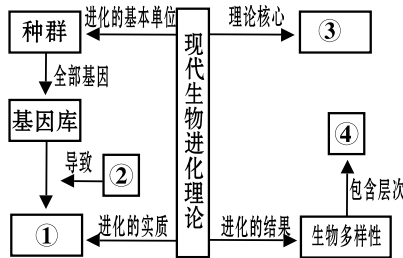 种群
进化的基本单位
现代生物进化理论
理论核心
③
全部基因
基因库
④
导致
②
包含层次
①
进化的实质
进化的结果
生物多样性